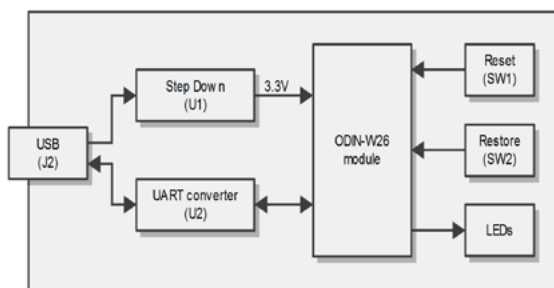 Step Down
(U1)
3.3V
Reset
(SW1)
USB
(J2)
ODIN-W26
module
Restore
(SW2)
UART converter
(U2)
LEDs